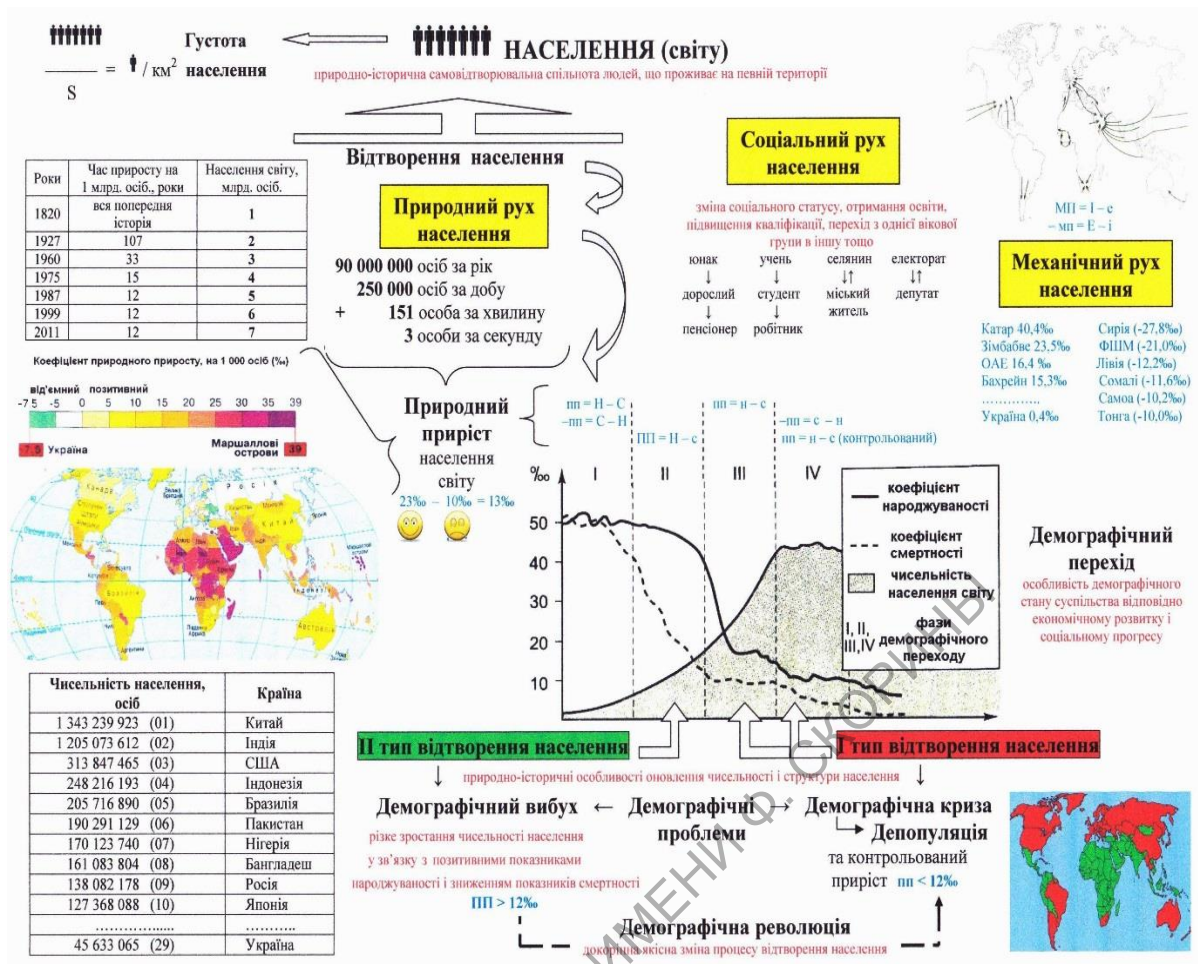 НАСЕЛЕННЯ (світу)
природно-історична самовідтворювальна спільнота людей, що проживає на певній території
Густота
населення
= / км²
S
Відтворення населення
Природний рух
населення
90 000 000 осіб за рік
250 000 осіб за добу
+ 151 особа за хвилину
3 особи за секунду
Роки | Час приросту на 1 млрд. осіб., роки | Населення світу, млрд. осіб.
1820 | вся попередня історія | 1
1927 | 107 | 2
1960 | 33 | 3
1975 | 15 | 4
1987 | 12 | 5
1999 | 12 | 6
2011 | 12 | 7
Соціальний рух
населення
зміна соціального статусу, отримання освіти,
підвищення кваліфікації, перехід з однієї вікової
групи в іншу тощо
юнак учень селянин електорат
↓ ↓ ↓↑ ↓↑
дорослий студент міський депутат
житель
↓ ↓
пенсіонер робітник
МП = І – е
– мп = Е – і
Механічний рух
населення
Катар 40,4‰ Сирія (-27,8‰)
Зімбабве 23,5‰ ФШМ (-21,0‰)
ОАЕ 16,4 ‰ Лівія (-12,2‰)
Бахрейн 15,3‰ Сомалі (-11,6‰)
………….. Самоа (-10,2‰)
Україна 0,4‰ Тонга (-10,0‰)
Коефіцієнт природного приросту, на 1 000 осіб (‰)
від'ємний позитивний
-7.5 -5 0 5 10 15 20 25 30 35 39
-7.5 Україна
Маршаллові
острови 39
Канада
Росія
Китай
Бразилія
Індонезія
Австралія
Аргентина
Природний
приріст
населення
світу
23‰ – 10‰ = 13‰
пп = Н – С
–пп = С – Н
ПП = Н – с
пп = н – с
–пп = с – н
пп = н – с (контрольований)
‰ I II III IV
50
40
30
20
10
коефіцієнт
народжуваності
коефіцієнт
смертності
чисельність
населення світу
I, II,
III,IV
фази
демографічного
переходу
Демографічний
перехід
особливість демографічного
стану суспільства відповідно
економічному розвитку і
соціальному прогресу
Чисельність населення, осіб | Країна
1 343 239 923 (01) | Китай
1 205 073 612 (02) | Індія
313 847 465 (03) | США
248 216 193 (04) | Індонезія
205 716 890 (05) | Бразилія
190 291 129 (06) | Пакистан
170 123 740 (07) | Нігерія
161 083 804 (08) | Бангладеш
138 082 178 (09) | Росія
127 368 088 (10) | Японія
………….…... | ……….
45 633 065 (29) | Україна
ІІ тип відтворення населення
І тип відтворення населення
природно-історичні особливості оновлення чисельності і структури населення
Демографічний вибух ← Демографічні → Демографічна криза
проблеми
Депопуляція
різке зростання чисельності населення
у зв'язку з позитивними показниками
народжуваності і зниженням показників смертності
ПП > 12‰
та контрольований
приріст пп < 12‰
Демографічна революція
докорінна якісна зміна процесу відтворення населення
ИМЕНИ Ф. СКОРИНЫ